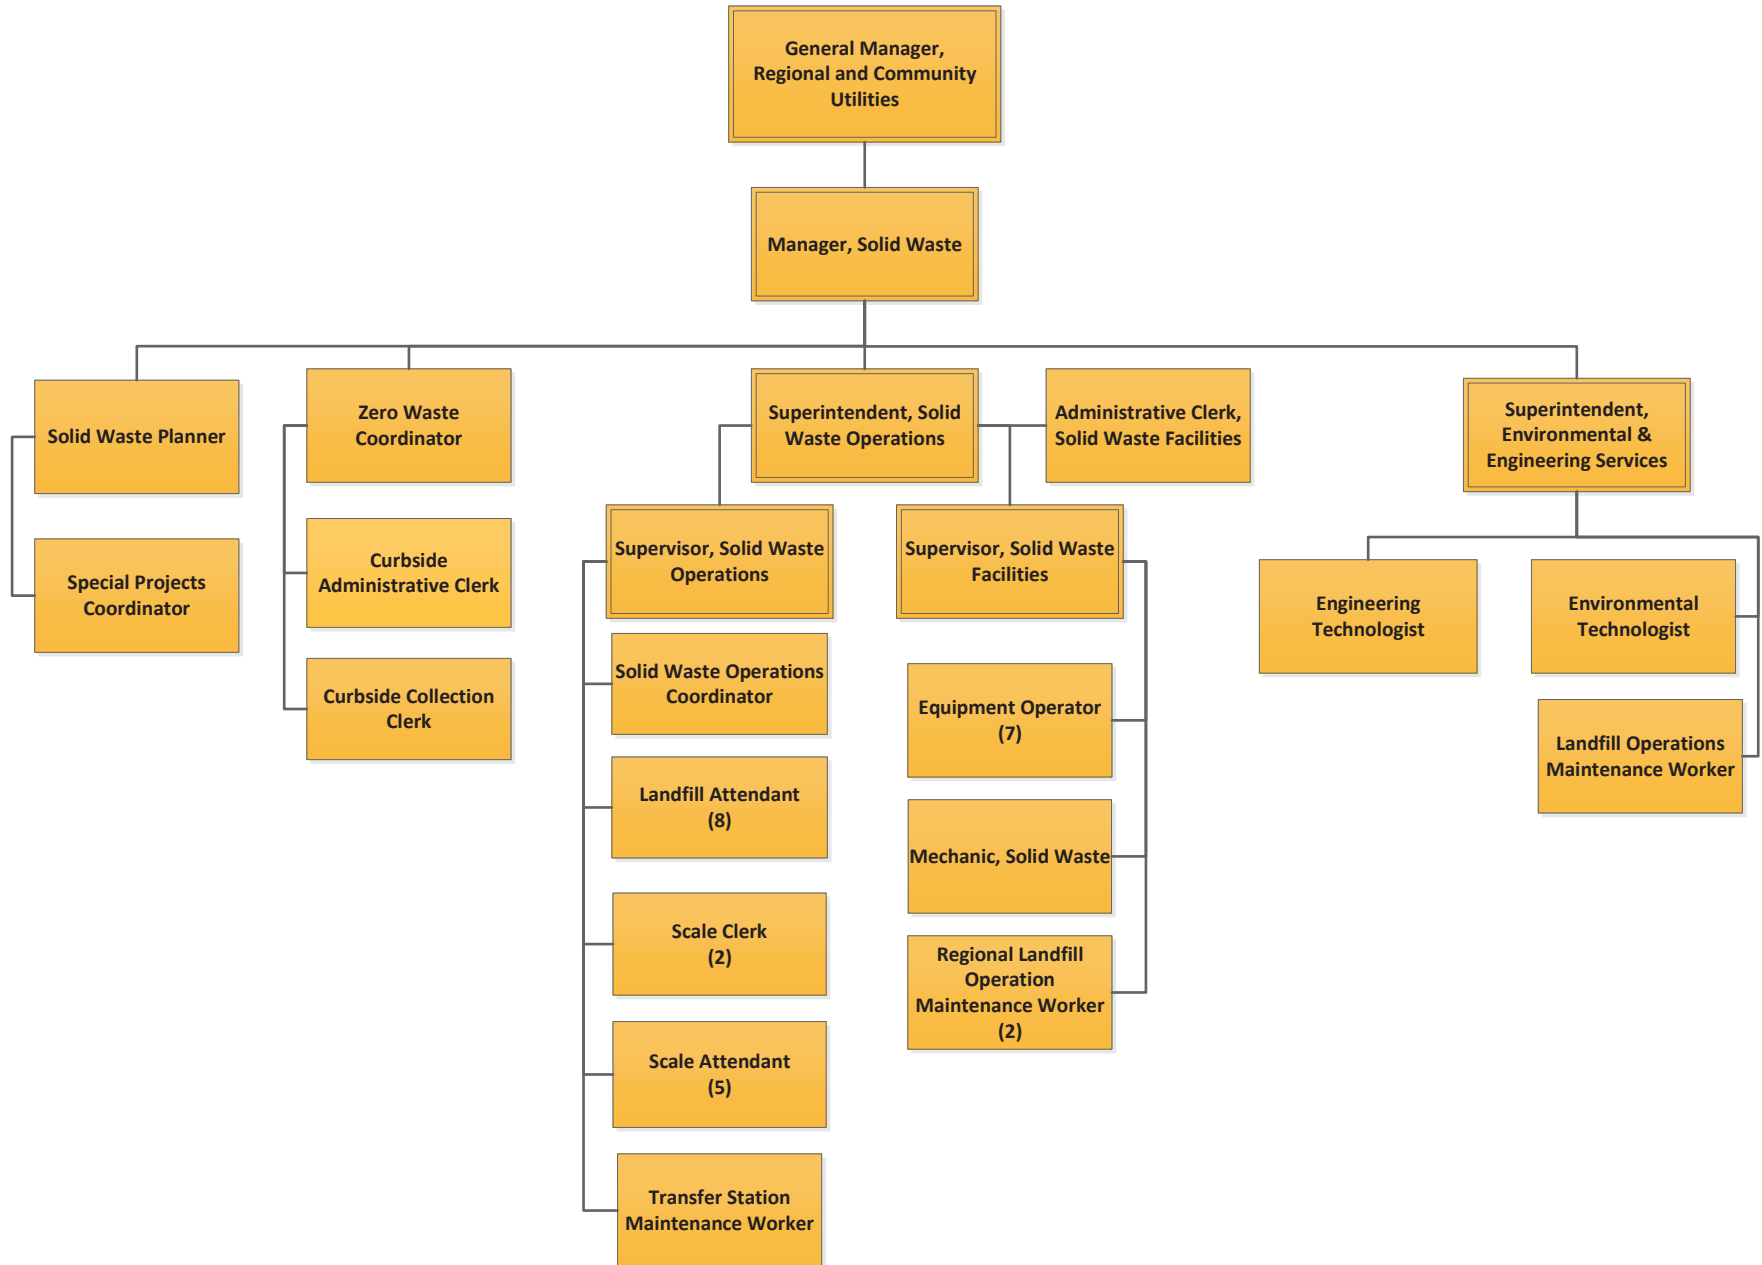 General Manager,
Regional and Community
Utilities
Manager, Solid Waste
Solid Waste Planner
Zero Waste
Coordinator
Superintendent, Solid
Waste Operations
Administrative Clerk,
Solid Waste Facilities
Superintendent,
Environmental &
Engineering Services
Special Projects
Coordinator
Curbside
Administrative Clerk
Curbside Collection
Clerk
Supervisor, Solid Waste
Operations
Supervisor, Solid Waste
Facilities
Solid Waste Operations
Coordinator
Landfill Attendant
(8)
Scale Clerk
(2)
Scale Attendant
(5)
Transfer Station
Maintenance Worker
Equipment Operator
(7)
Mechanic, Solid Waste
Regional Landfill
Operation
Maintenance Worker
(2)
Engineering
Technologist
Environmental
Technologist
Landfill Operations
Maintenance Worker